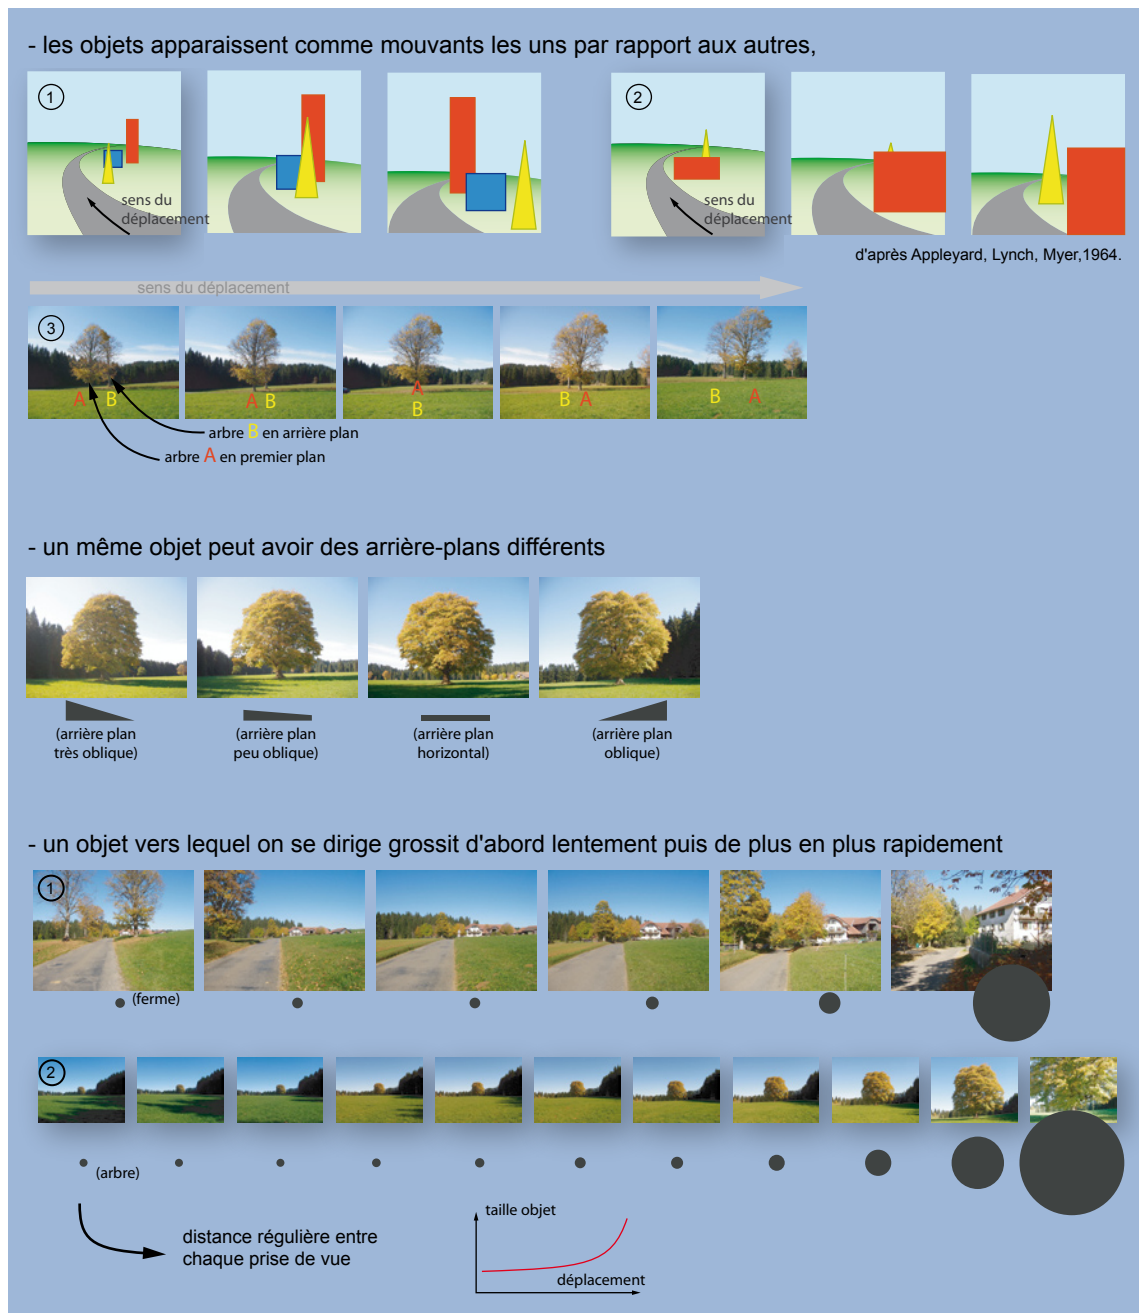 - les objets apparaissent comme mouvants les uns par rapport aux autres,
1
sens du
déplacement
2
sens du
déplacement
d'après Appleyard, Lynch, Myer,1964.
sens du déplacement
3
A B
A B
A
B
B A
B A
arbre B en arrière plan
arbre A en premier plan
- un même objet peut avoir des arrière-plans différents
(arrière plan
très oblique)
(arrière plan
peu oblique)
(arrière plan
horizontal)
(arrière plan
oblique)
- un objet vers lequel on se dirige grossit d'abord lentement puis de plus en plus rapidement
1
(ferme)
2
(arbre)
distance régulière entre
chaque prise de vue
taille objet
déplacement